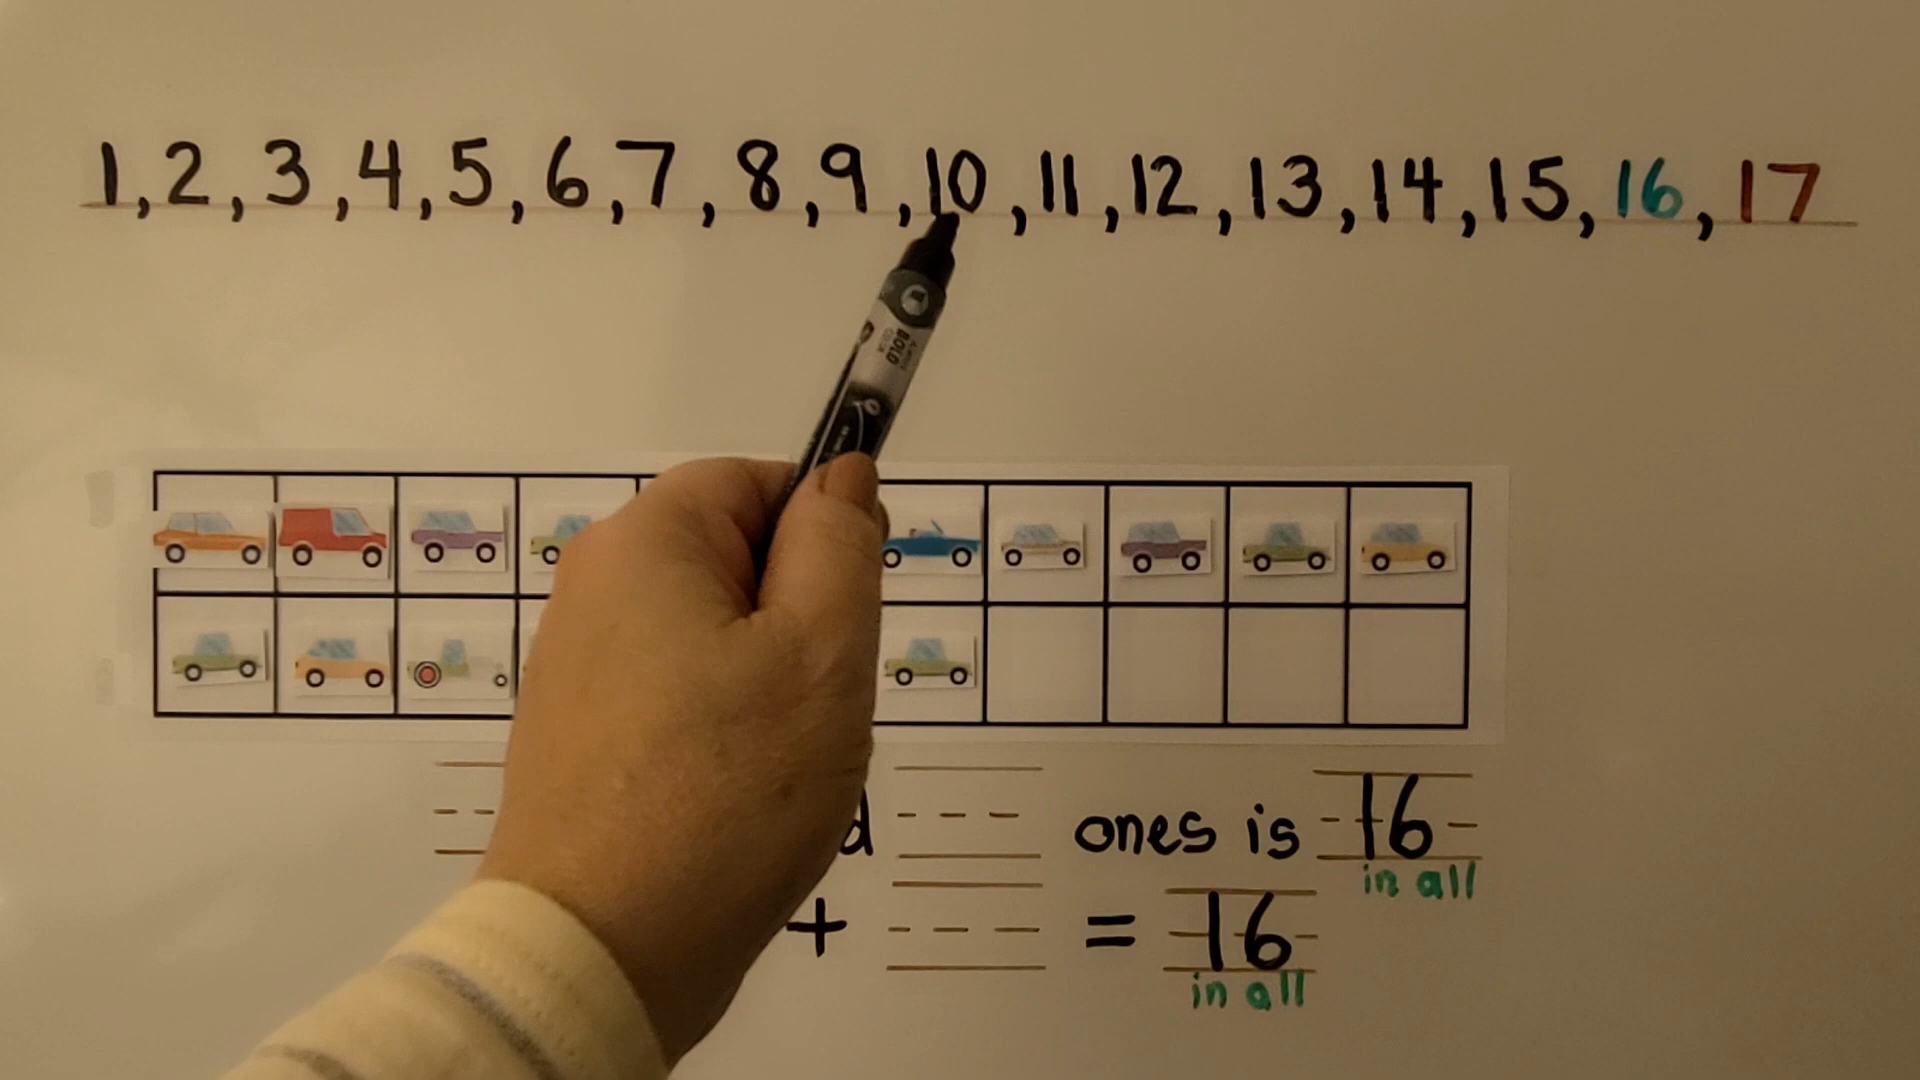 1, 2, 3, 4, 5, 6, 7, 8, 9, 10, 11, 12, 13, 14, 15, 16, 17
BOLD
ones is 16
in all
+ = 16
in all